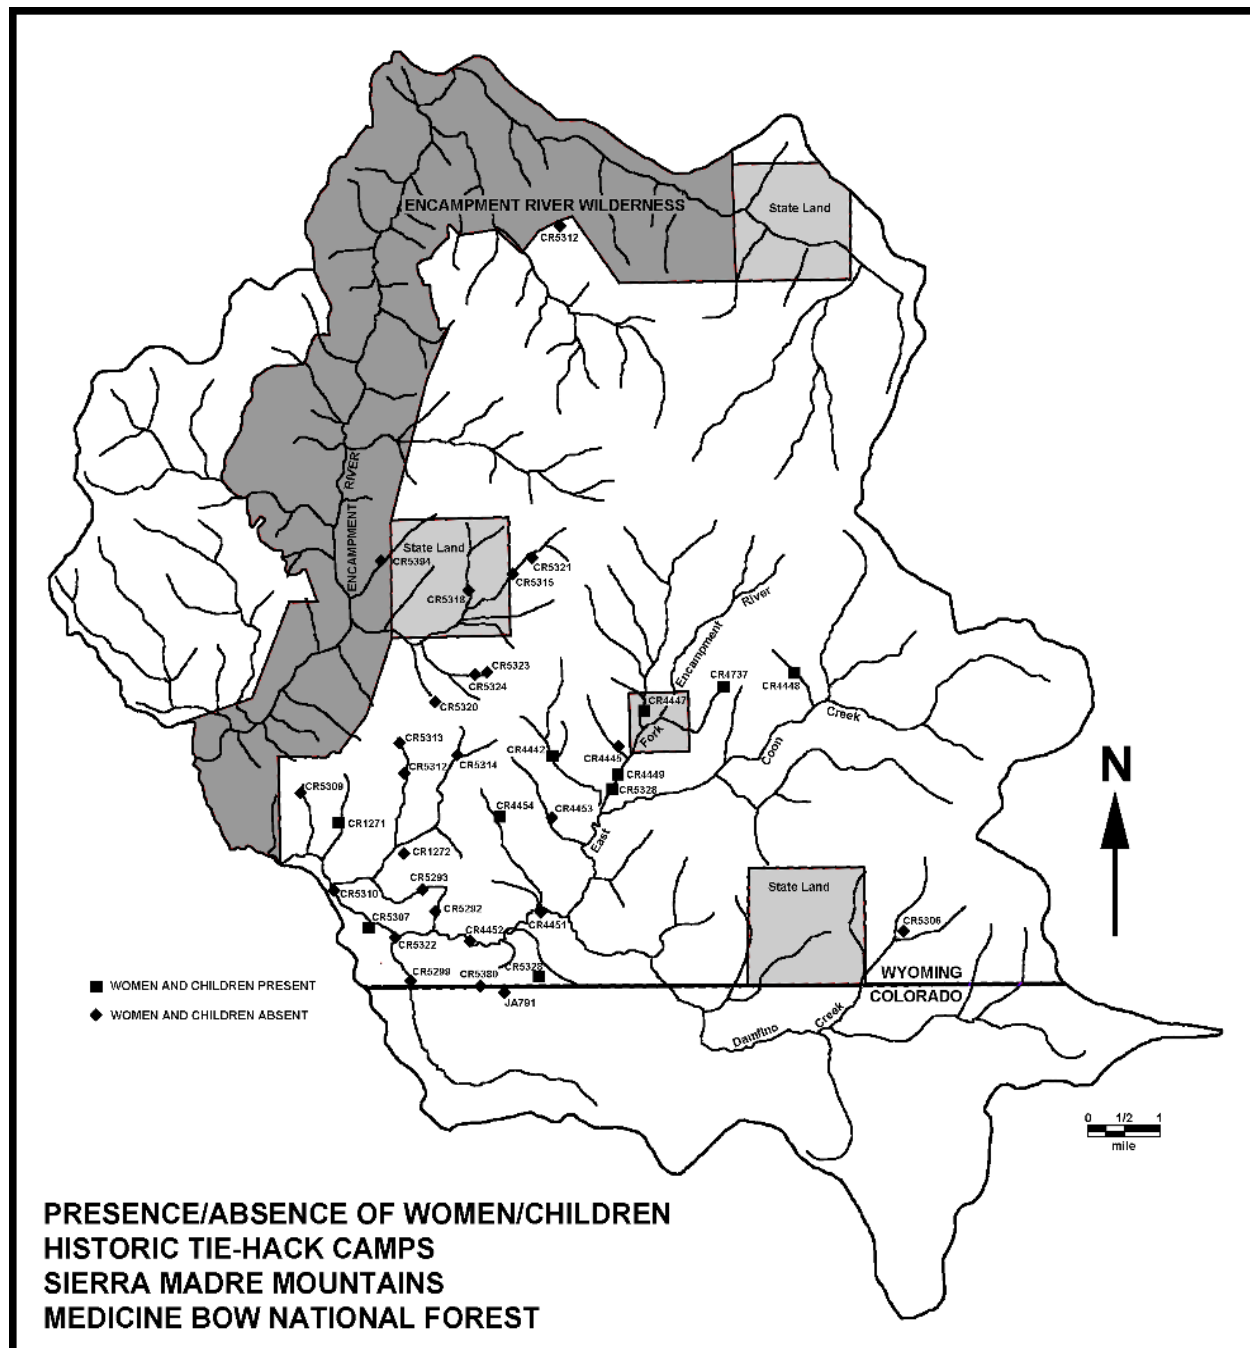 ENCAMPMENT RIVER WILDERNESS
State Land
CR5312
ENCAMPMENT RIVER
State Land
CR5394
CR5321
CR5315
CR5318
River
Encampment
CR5323
CR5324
CR4737
CR4448
CR5320
CR4447
Creek
Fork
CR5313
CR4442
CR4445
Coon
CR5314
CR5312
CR4449
CR5309
CR5328
CR4454
CR4453
CR1271
East
CR1272
CR5293
State Land
CR5310
CR5292
CR5307
CR4451
CR5306
CR4452
CR5322
CR5299
CR5380
CR5328
WYOMING
WOMEN AND CHILDREN PRESENT
COLORADO
JA791
WOMEN AND CHILDREN ABSENT
Creek
Damfino
N
0 1/2 1
mile
PRESENCE/ABSENCE OF WOMEN/CHILDREN
HISTORIC TIE-HACK CAMPS
SIERRA MADRE MOUNTAINS
MEDICINE BOW NATIONAL FOREST